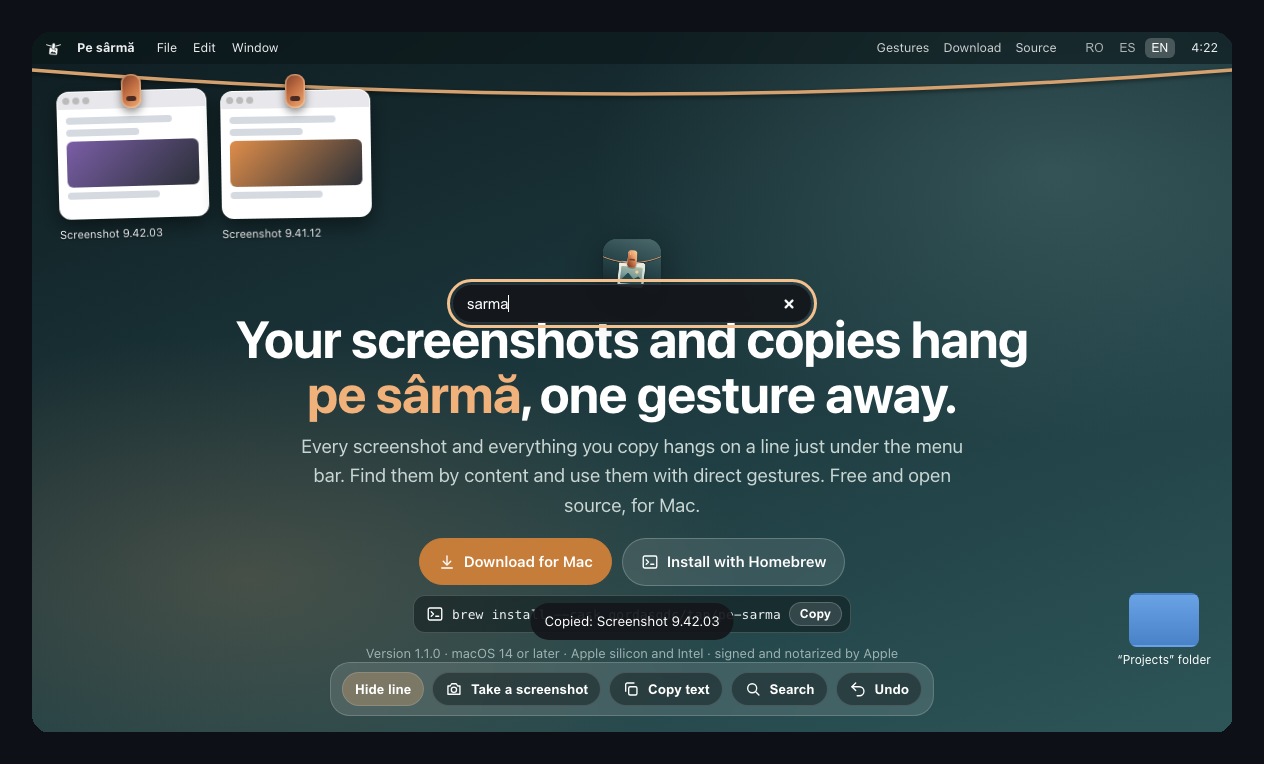 Pe sârmă File Edit Window Gestures Download Source RO ES EN 4:22
Screenshot 9.42.03
Screenshot 9.41.12
sarma
Your screenshots and copies hang
pe sârmă, one gesture away.
Every screenshot and everything you copy hangs on a line just under the menu
bar. Find them by content and use them with direct gestures. Free and open
source, for Mac.
Download for Mac
Install with Homebrew
brew install -sarma Copy
Copied: Screenshot 9.42.03
Version 1.1.0 · macOS 14 or later · Apple silicon and Intel · signed and notarized by Apple
“Projects” folder
Hide line Take a screenshot Copy text Search Undo